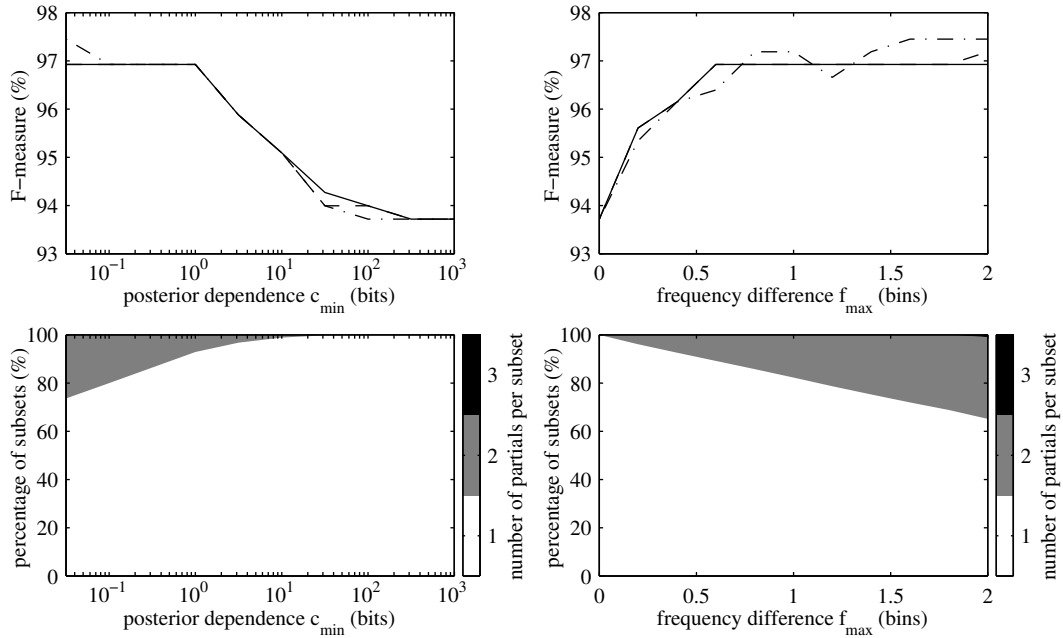 98
97
96
95
94
93
F−measure (%)
10^−1 10^0 10^1 10^2 10^3
posterior dependence c_min (bits)
98
97
96
95
94
93
F−measure (%)
0 0.5 1 1.5 2
frequency difference f_max (bins)
100
80
60
40
20
0
percentage of subsets (%)
10^−1 10^0 10^1 10^2 10^3
posterior dependence c_min (bits)
3
2
1
number of partials per subset
100
80
60
40
20
0
percentage of subsets (%)
0 0.5 1 1.5 2
frequency difference f_max (bins)
3
2
1
number of partials per subset